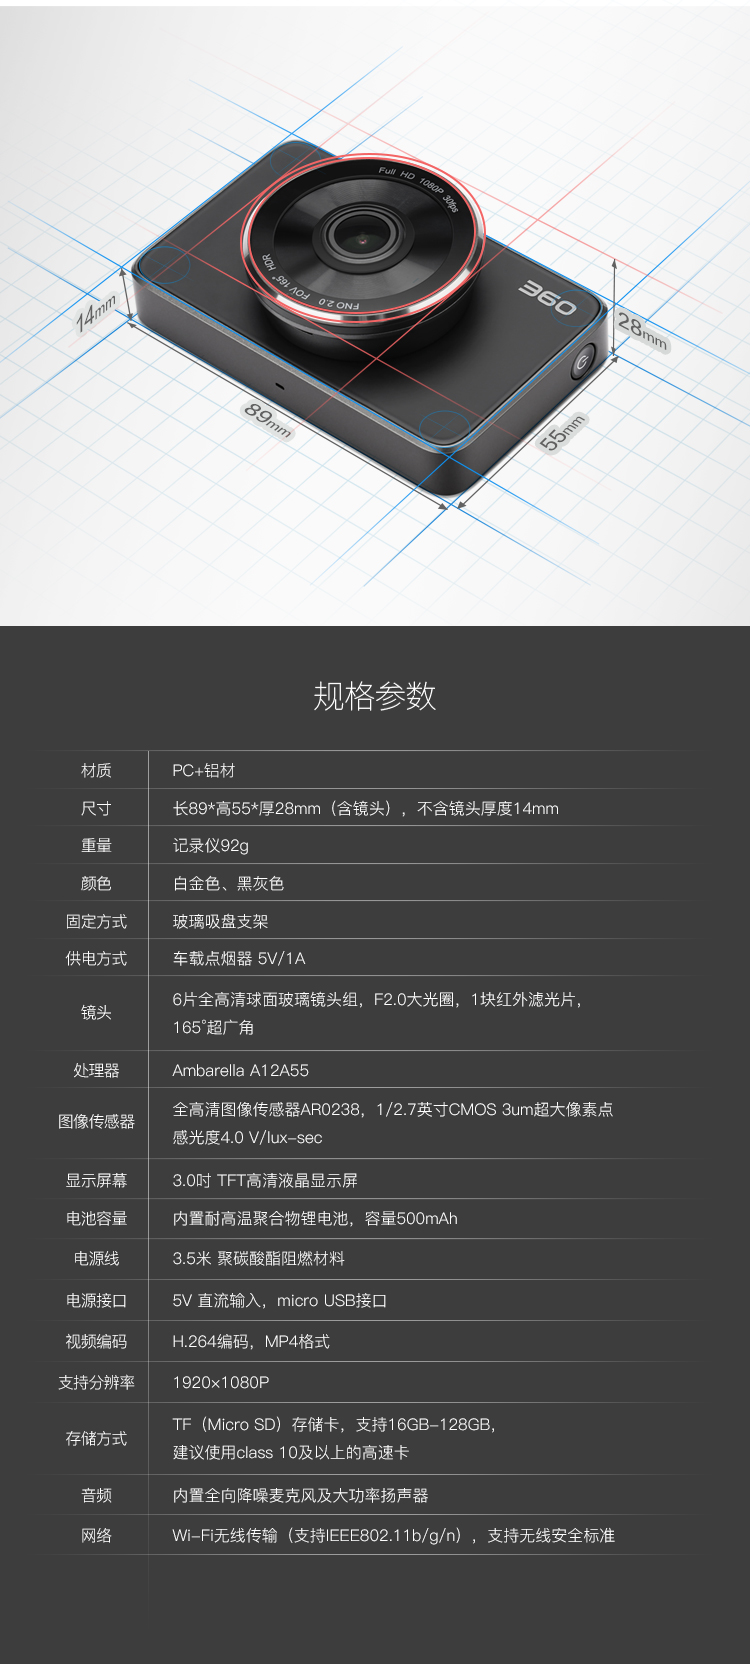 Full HD 1080P 30fps
FNO 2.0 FOV 165° HDR
360
14mm
28mm
89mm
55mm
规格参数
材质 PC+铝材
尺寸 长89*高55*厚28mm（含镜头），不含镜头厚度14mm
重量 记录仪92g
颜色 白金色、黑灰色
固定方式 玻璃吸盘支架
供电方式 车载点烟器 5V/1A
镜头 6片全高清球面玻璃镜头组，F2.0大光圈，1块红外滤光片，
165°超广角
处理器 Ambarella A12A55
图像传感器 全高清图像传感器AR0238，1/2.7英寸CMOS 3um超大像素点
感光度4.0 V/lux-sec
显示屏幕 3.0吋 TFT高清液晶显示屏
电池容量 内置耐高温聚合物锂电池，容量500mAh
电源线 3.5米 聚碳酸酯阻燃材料
电源接口 5V 直流输入，micro USB接口
视频编码 H.264编码，MP4格式
支持分辨率 1920×1080P
存储方式 TF（Micro SD）存储卡，支持16GB-128GB，
建议使用class 10及以上的高速卡
音频 内置全向降噪麦克风及大功率扬声器
网络 Wi-Fi无线传输（支持IEEE802.11b/g/n），支持无线安全标准